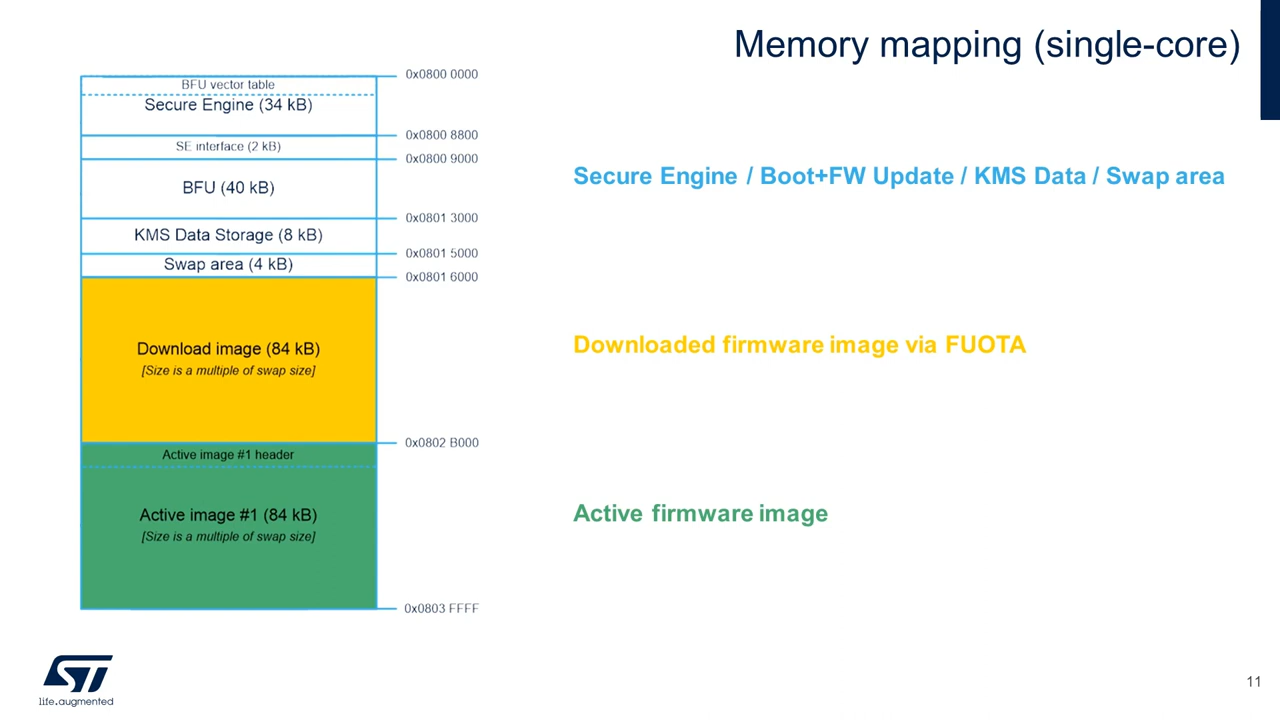 Memory mapping (single-core)
BFU vector table
Secure Engine (34 kB)
SE interface (2 kB)
BFU (40 kB)
KMS Data Storage (8 kB)
Swap area (4 kB)
Download image (84 kB)
[Size is a multiple of swap size]
Active image #1 header
Active image #1 (84 kB)
[Size is a multiple of swap size]
0x0800 0000
0x0800 8800
0x0800 9000
0x0801 3000
0x0801 5000
0x0801 6000
0x0802 B000
0x0803 FFFF
Secure Engine / Boot+FW Update / KMS Data / Swap area
Downloaded firmware image via FUOTA
Active firmware image
ST
life.augmented
11